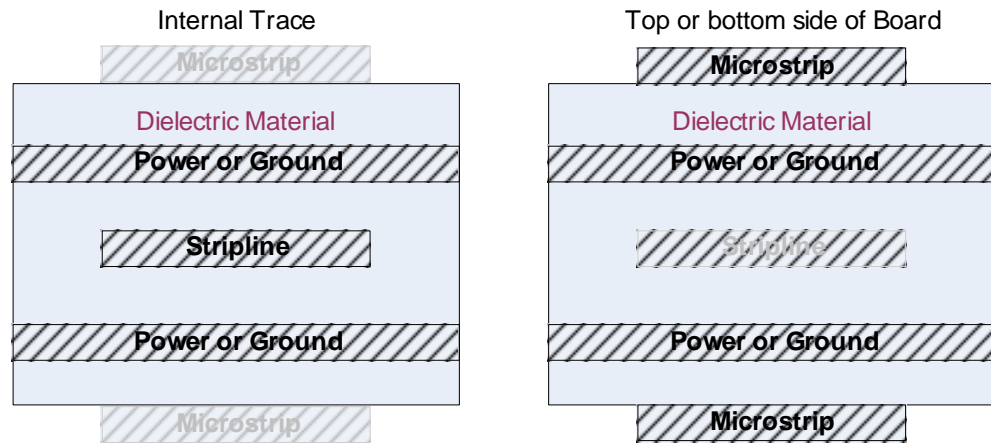 Internal Trace
Microstrip
Dielectric Material
Power or Ground
Stripline
Power or Ground
Microstrip
Top or bottom side of Board
Microstrip
Dielectric Material
Power or Ground
Stripline
Power or Ground
Microstrip